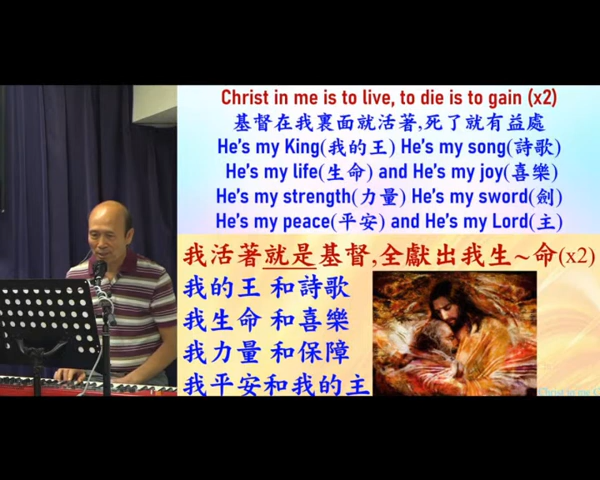 Christ in me is to live, to die is to gain (x2)
基督在我裏面就活著,死了就有益處
He's my King(我的王) He's my song(詩歌)
He's my life(生命) and He's my joy(喜樂)
He's my strength(力量) He's my sword(劍)
He's my peace(平安) and He's my Lord(主)
我活著就是基督,全獻出我生~命(x2)
我的王 和詩歌
我生命 和喜樂
我力量 和保障
我平安和我的主